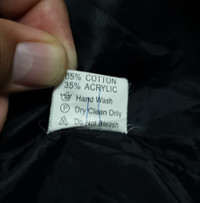 65% COTTON
35% ACRYLIC
Hand Wash
P Dry Clean Only
Do Not Bleach